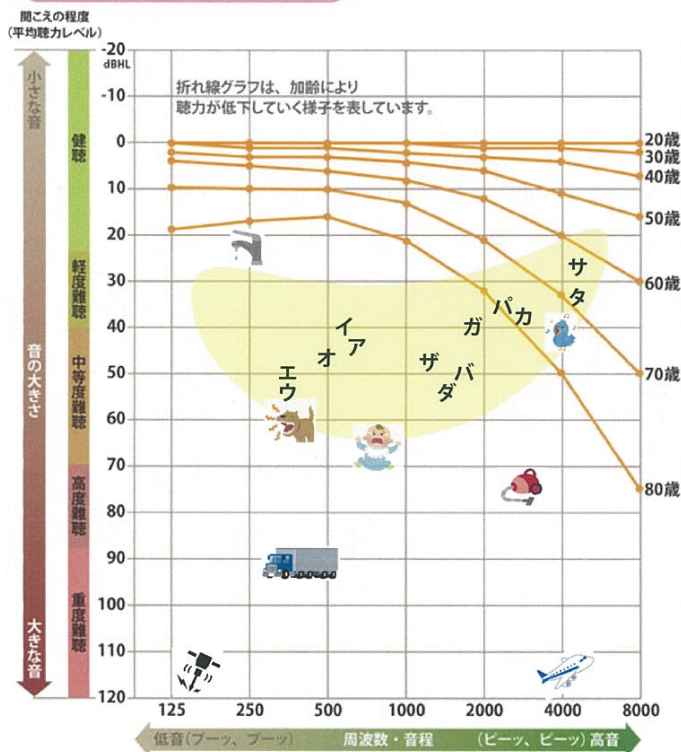 聞こえの程度
(平均聴力レベル)
小さな音
音の大きさ
大きな音
健聴
軽度難聴
中等度難聴
高度難聴
重度難聴
-20
dBHL
-10
0
10
20
30
40
50
60
70
80
90
100
110
120
折れ線グラフは、加齢により
聴力が低下していく様子を表しています。
20歳
30歳
40歳
50歳
60歳
70歳
80歳
サ
タ
パ カ
ガ
イ
ア
オ
ザ
バ
ダ
エ
ウ
125 250 500 1000 2000 4000 8000
低音(ブーッ、ブーッ) 周波数・音程 (ピーッ、ピーッ)高音